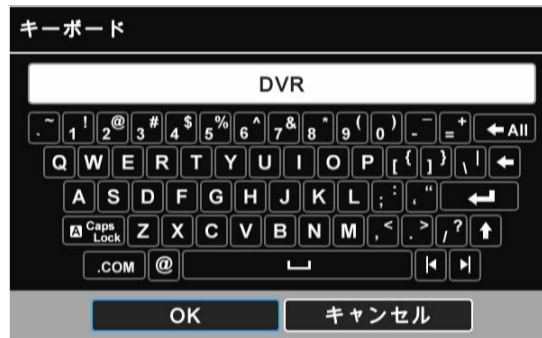 キーボード
DVR
` ~ 1 ! 2 @ 3 # 4 $ 5 % 6 ^ 7 & 8 * 9 ( 0 ) - _ = + ←All
Q W E R T Y U I O P [ { ] } \ | ←
A S D F G H J K L ; : ‘ “ ↵
A Caps Lock Z X C V B N M , < . > / ? ↑
.COM @ ␣ |◀ ▶|
OK キャンセル